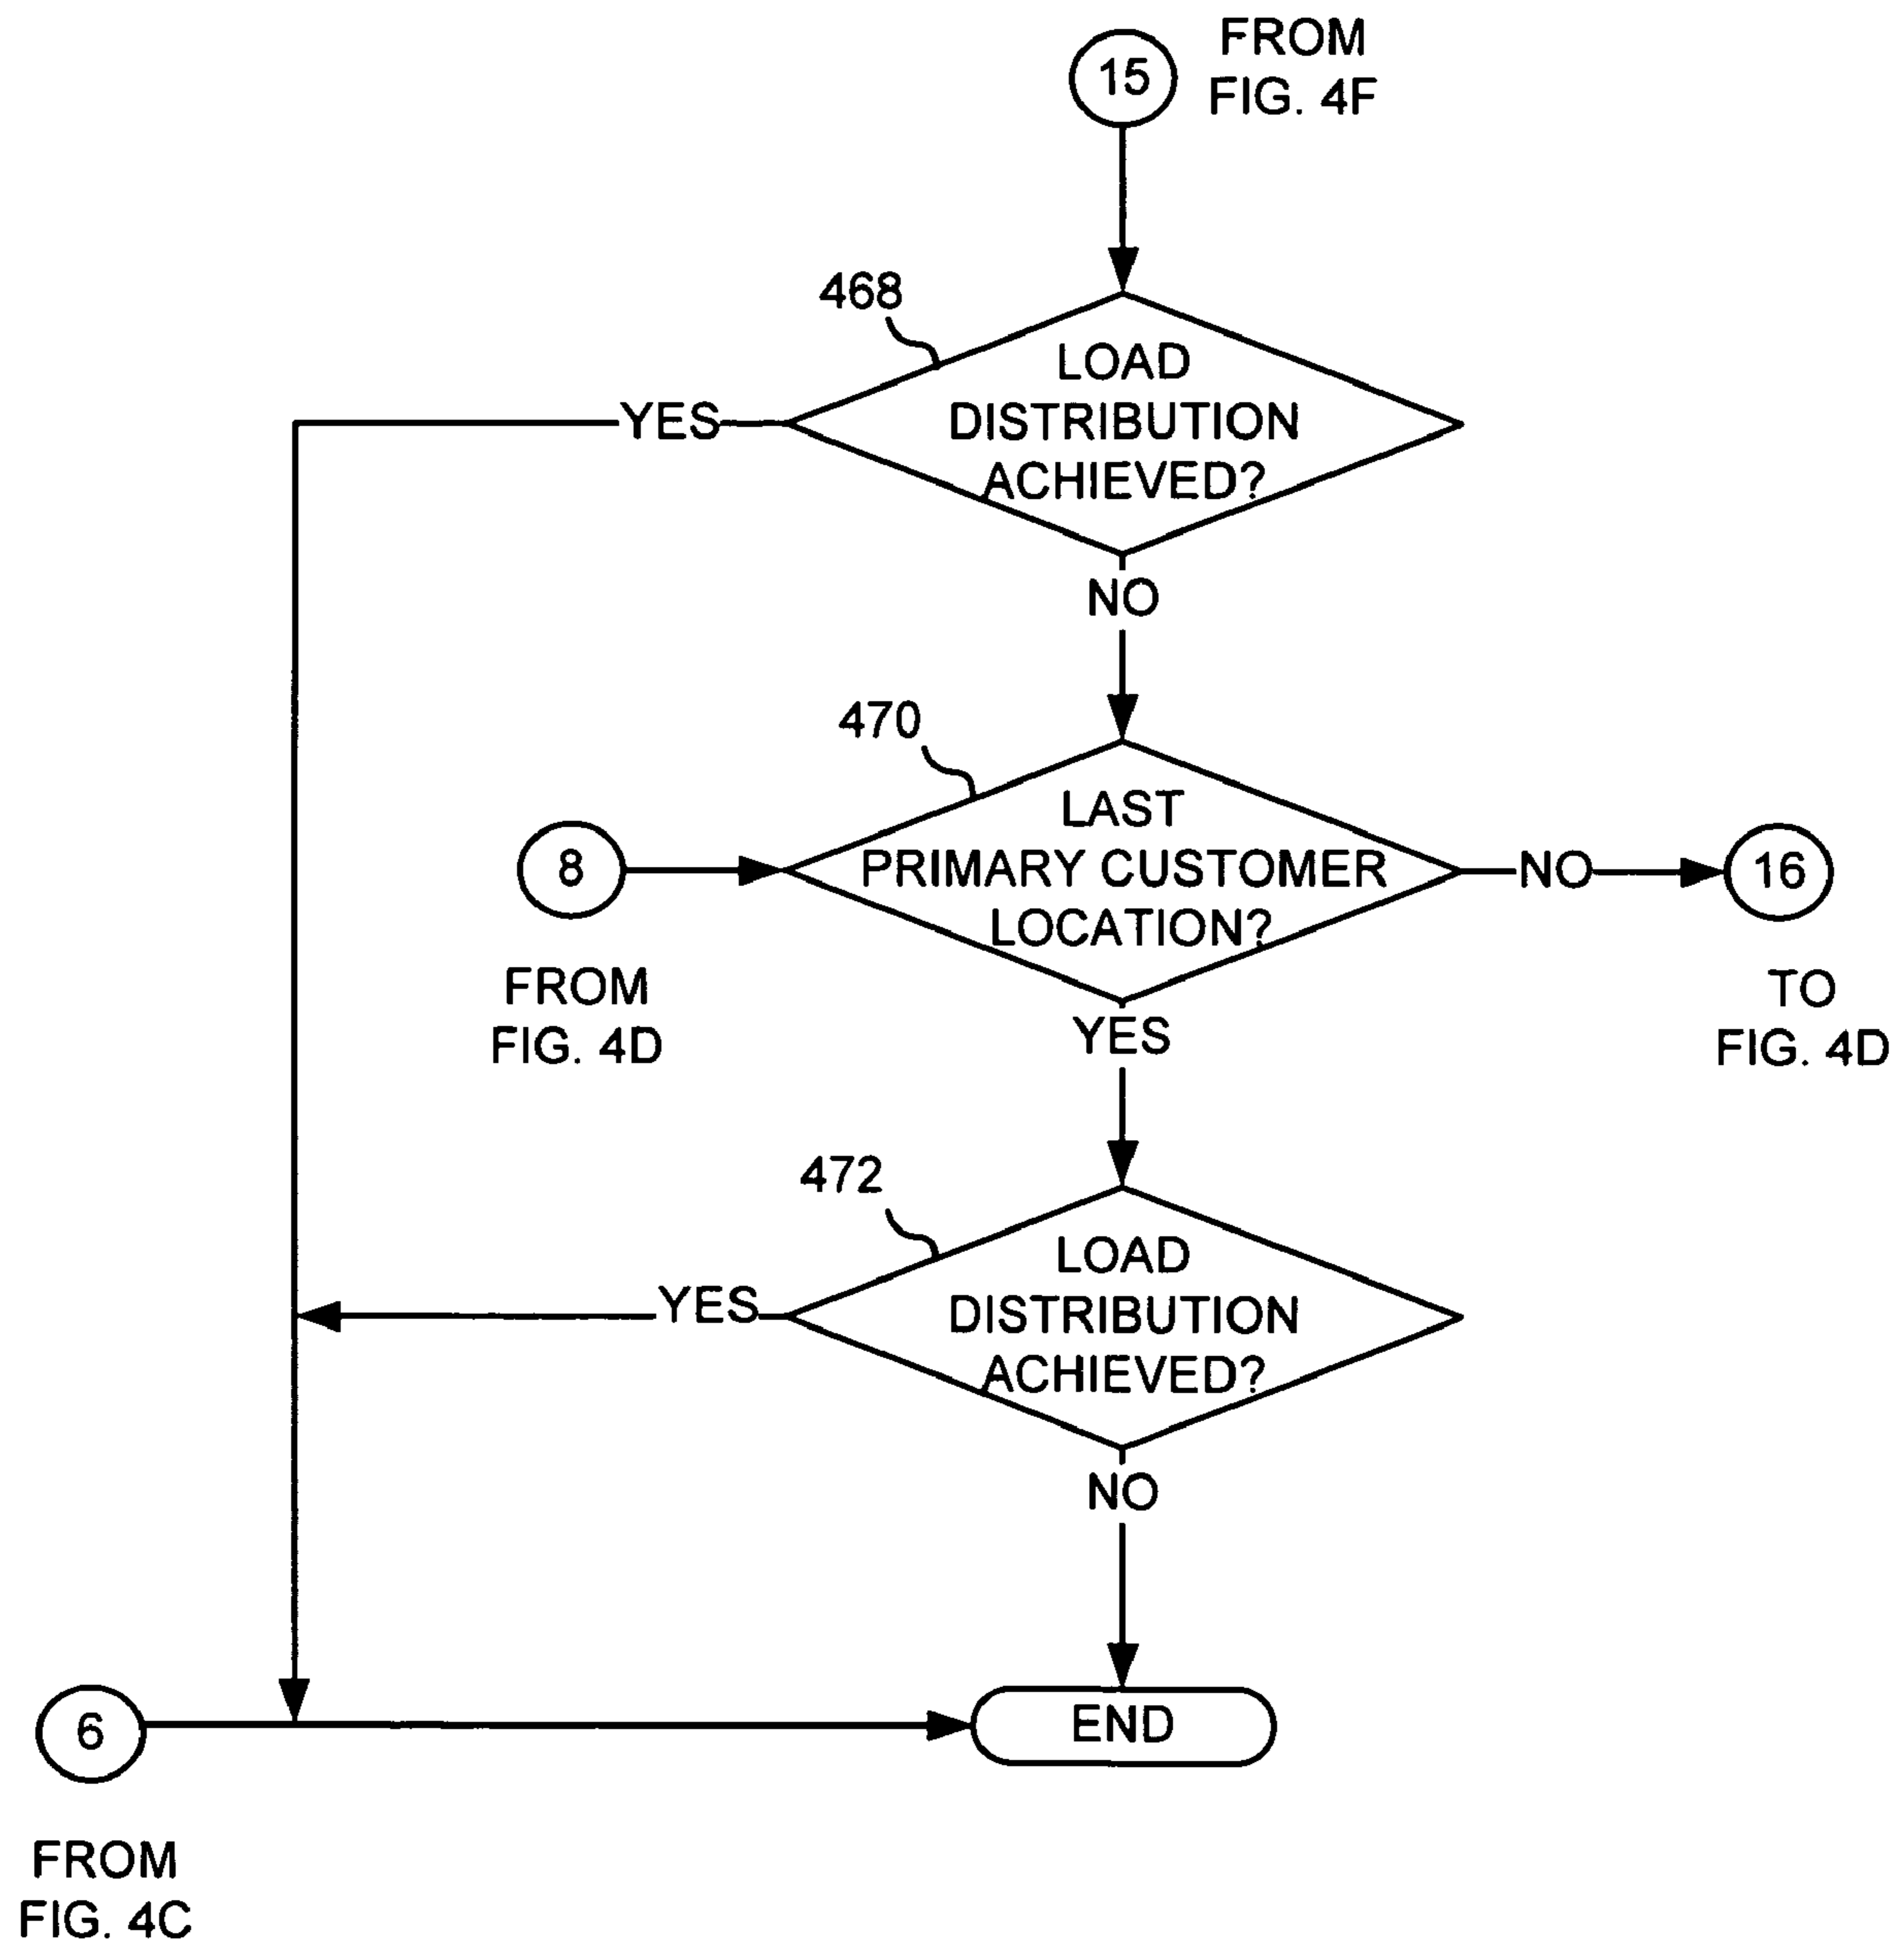 15
FROM
FIG. 4F
468
LOAD
DISTRIBUTION
ACHIEVED?
YES
NO
470
LAST
PRIMARY CUSTOMER
LOCATION?
8
FROM
FIG. 4D
NO
16
TO
FIG. 4D
YES
472
LOAD
DISTRIBUTION
ACHIEVED?
YES
NO
6
END
FROM
FIG. 4C